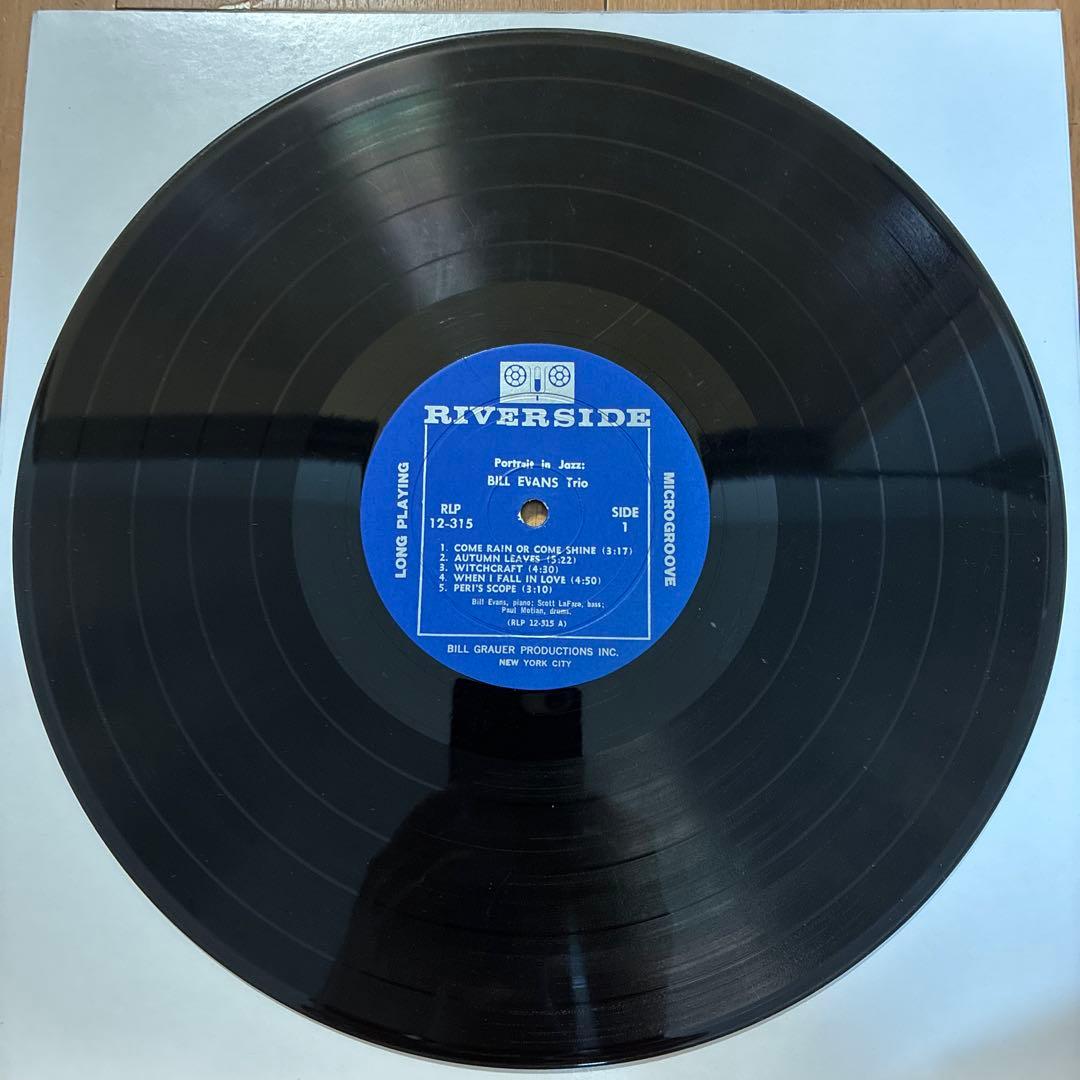 RIVERSIDE
Portrait in Jazz:
BILL EVANS Trio
RLP
12-315
SIDE
1
LONG PLAYING
MICROGROOVE
1. COME RAIN OR COME SHINE (3:17)
2. AUTUMN LEAVES (5:22)
3. WITCHCRAFT (4:30)
4. WHEN I FALL IN LOVE (4:50)
5. PERI'S SCOPE (3:10)
Bill Evans, piano; Scott LaFaro, bass;
Paul Motian, drums.
(RLP 12-315 A)
BILL GRAUER PRODUCTIONS INC.
NEW YORK CITY